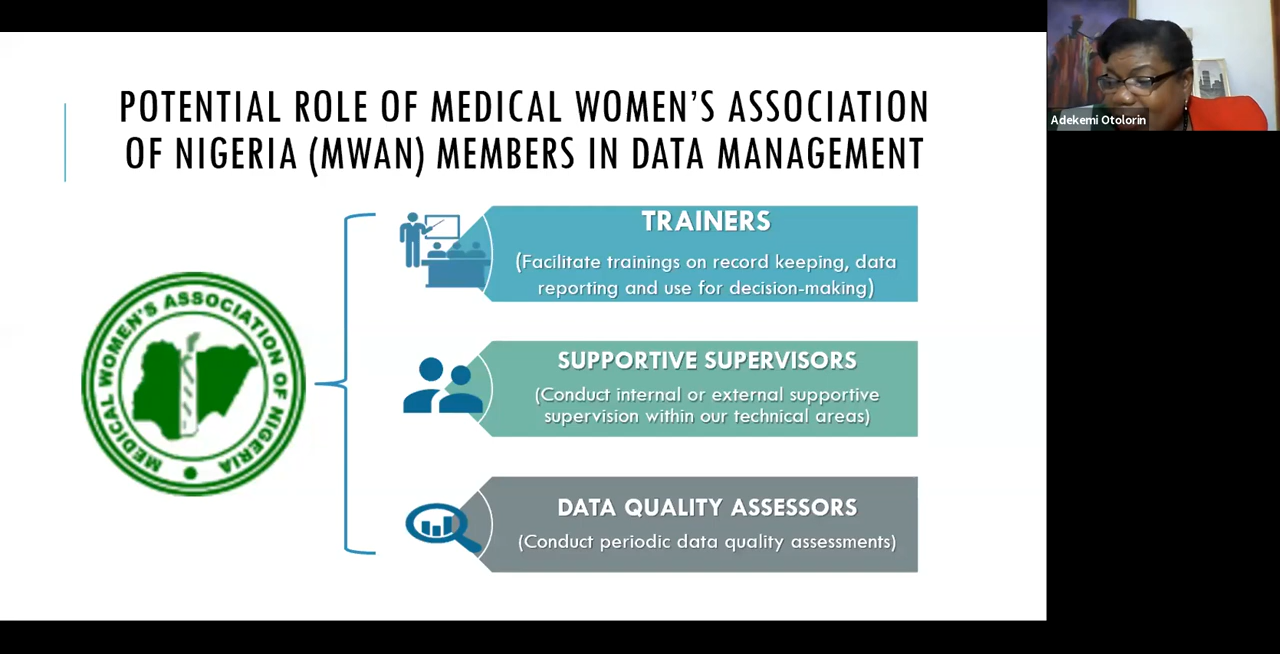 POTENTIAL ROLE OF MEDICAL WOMEN'S ASSOCIATION
OF NIGERIA (MWAN) MEMBERS IN DATA MANAGEMENT
Adekemi Otolorin
MEDICAL WOMEN'S ASSOCIATION OF NIGERIA
TRAINERS
(Facilitate trainings on record keeping, data
reporting and use for decision-making)
SUPPORTIVE SUPERVISORS
(Conduct internal or external supportive
supervision within our technical areas)
DATA QUALITY ASSESSORS
(Conduct periodic data quality assessments)